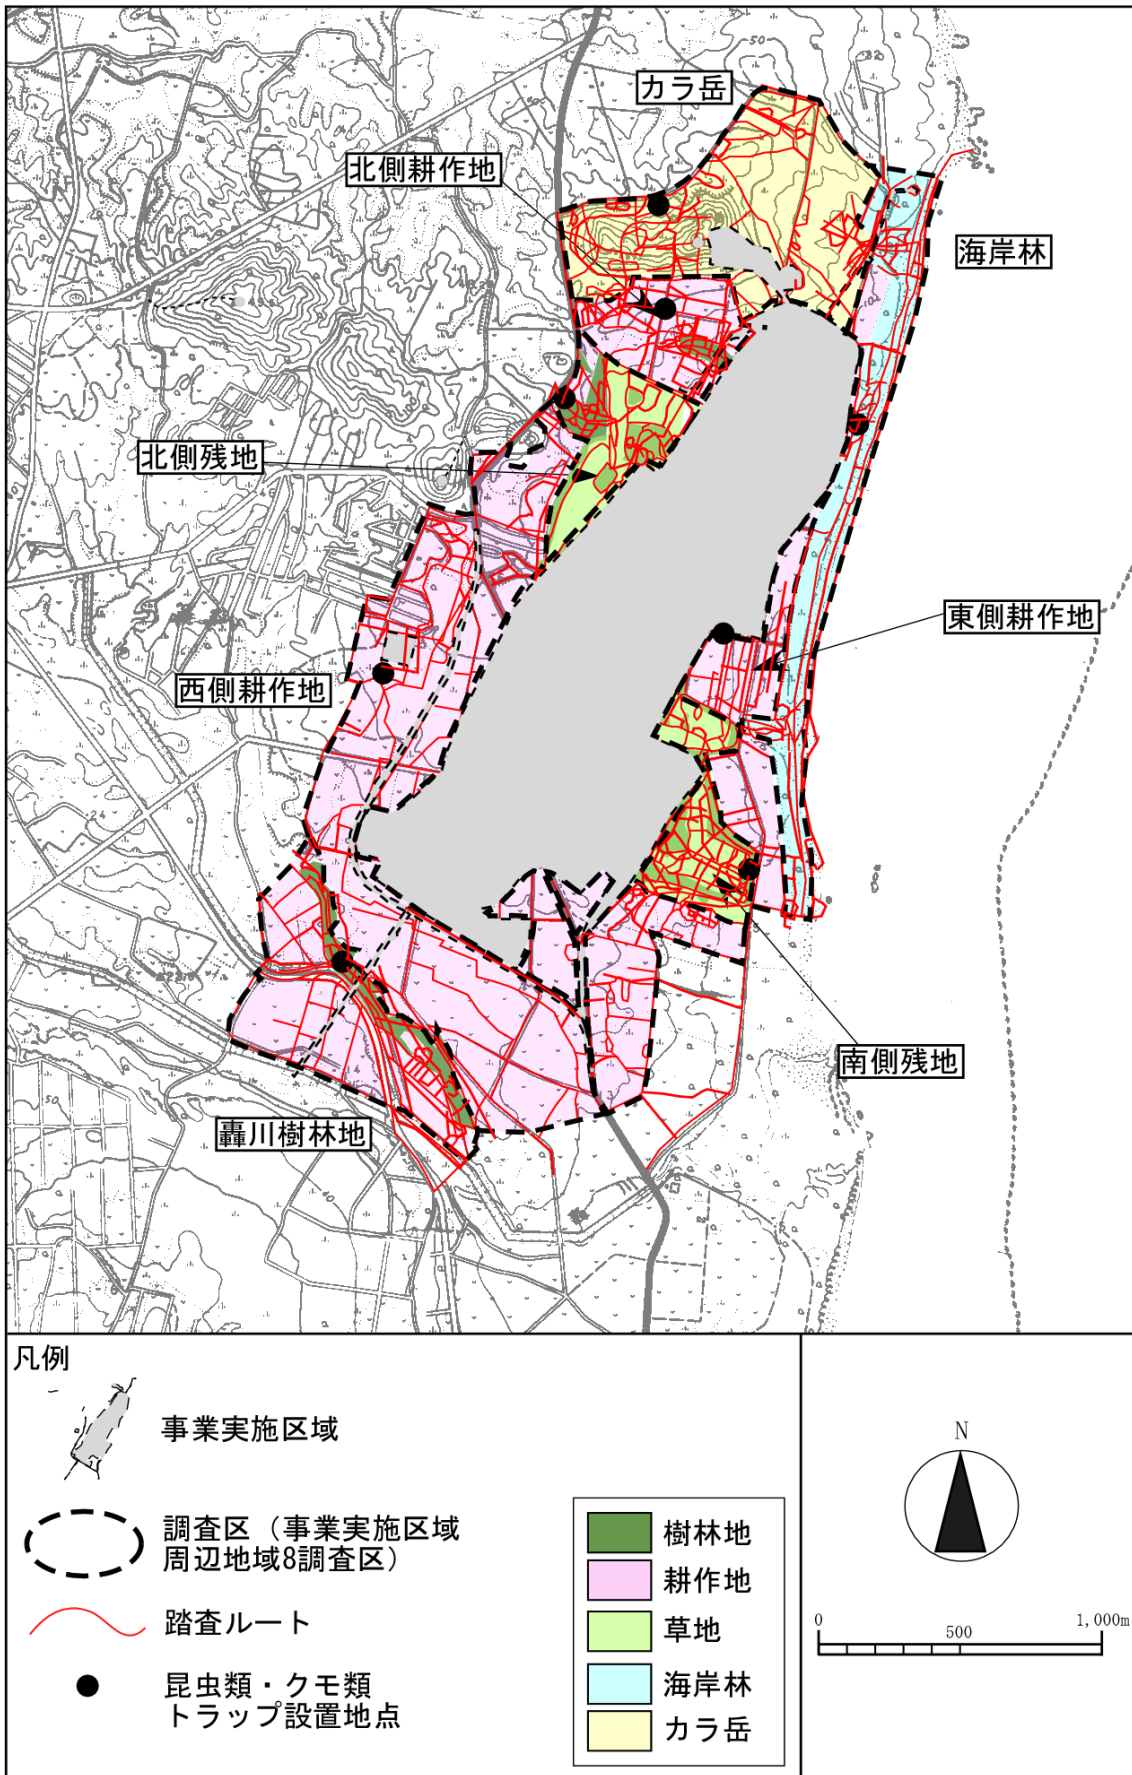 カラ岳
北側耕作地
海岸林
北側残地
東側耕作地
西側耕作地
南側残地
轟川樹林地
50
24
凡例
事業実施区域
調査区（事業実施区域
周辺地域8調査区）
踏査ルート
昆虫類・クモ類
トラップ設置地点
樹林地
耕作地
草地
海岸林
カラ岳
N
0
500
1,000m